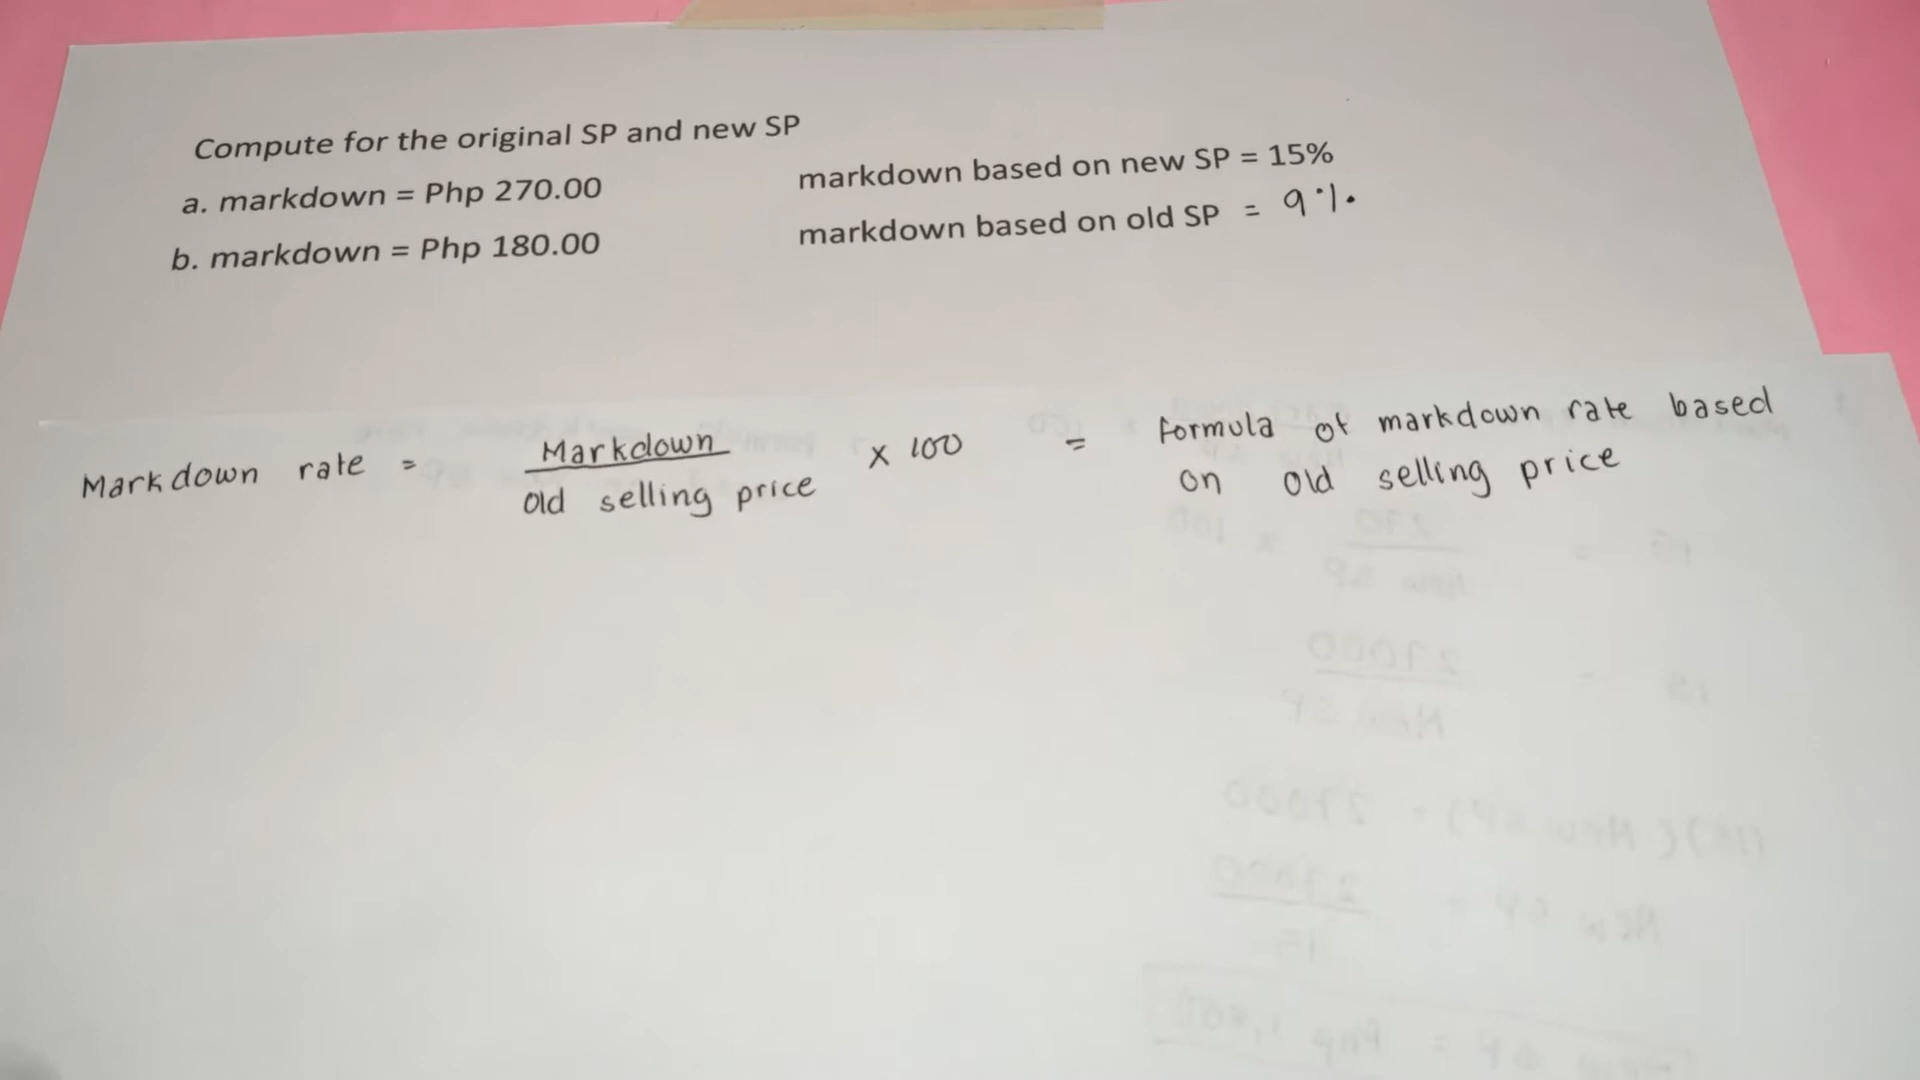 Compute for the original SP and new SP
a. markdown = Php 270.00 markdown based on new SP = 15%
b. markdown = Php 180.00 markdown based on old SP = 9%
Markdown rate = Markdown / old selling price x 100 = formula of markdown rate based
on old selling price